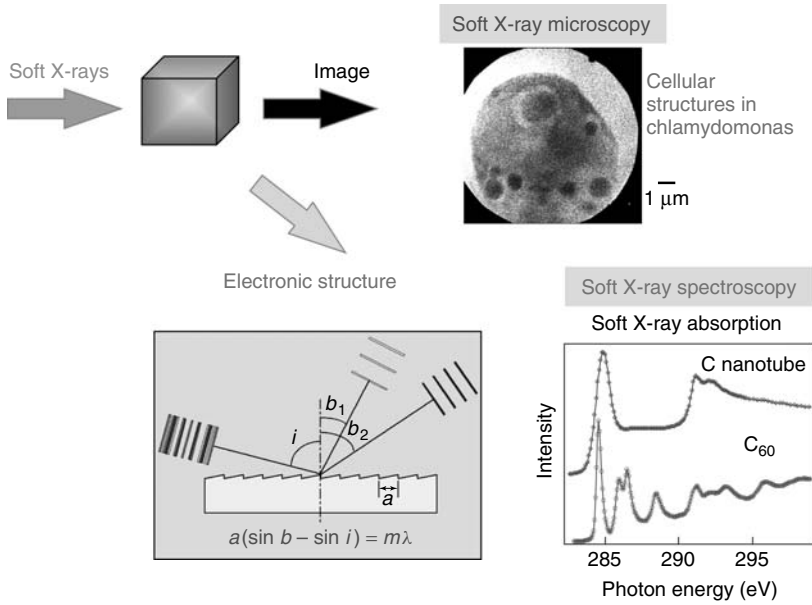 Soft X-ray microscopy
Soft X-rays
Image
Cellular
structures in
chlamydomonas
1 μm
Electronic structure
Soft X-ray spectroscopy
Soft X-ray absorption
b₁
b₂
i
a
a(sin b – sin i) = mλ
C nanotube
C₆₀
Intensity
285 290 295
Photon energy (eV)